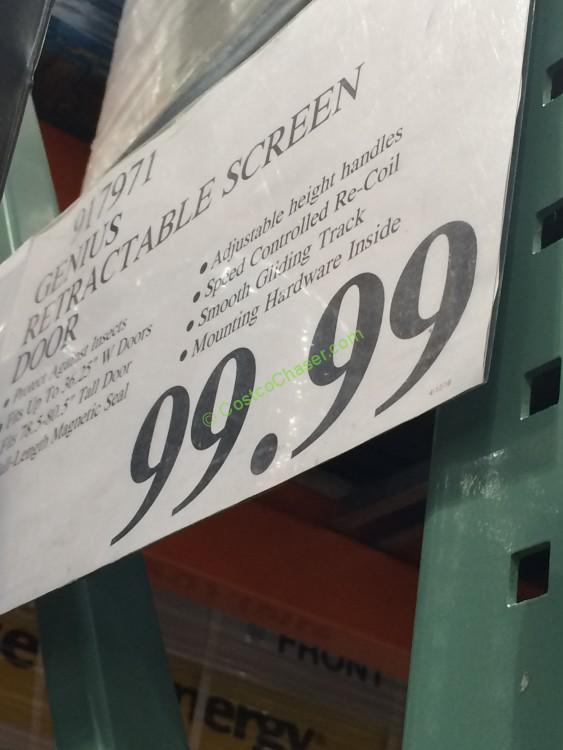 917971
GENIUS
RETRACTABLE SCREEN
DOOR
• Protect Against Insects
Fits Up To 36.25" W Doors
Fits 78.5-80.5" Tall Door
Full-Length Magnetic Seal
• Adjustable height handles
• Speed Controlled Re-Coil
• Smooth Gliding Track
• Mounting Hardware Inside
99.99
© CostcoChaser.com
FRONT
nergy